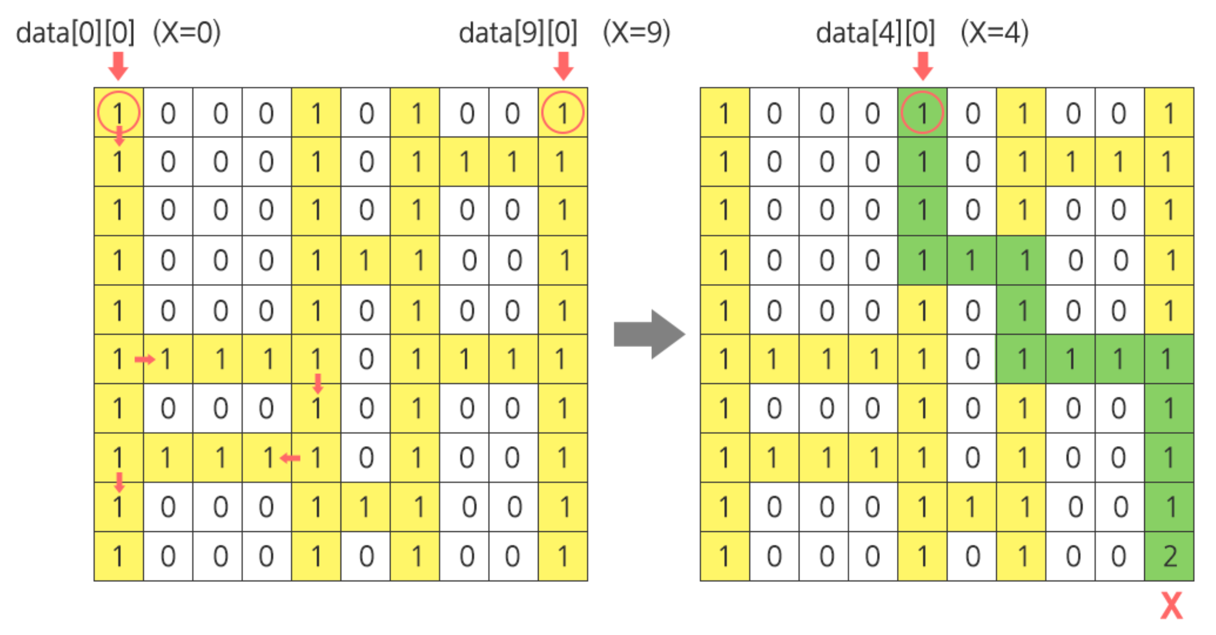 data[0][0] (X=0) data[9][0] (X=9) data[4][0] (X=4)
1 0 0 0 1 0 1 0 0 1 1 0 0 0 1 0 1 0 0 1
1 0 0 0 1 0 1 1 1 1 1 0 0 0 1 0 1 1 1 1
1 0 0 0 1 0 1 0 0 1 1 0 0 0 1 0 1 0 0 1
1 0 0 0 1 1 1 0 0 1 1 0 0 0 1 1 1 0 0 1
1 0 0 0 1 0 1 0 0 1 1 0 0 0 1 0 1 0 0 1
1 1 1 1 1 0 1 1 1 1 1 1 1 1 1 0 1 1 1 1
1 0 0 0 1 0 1 0 0 1 1 0 0 0 1 0 1 0 0 1
1 1 1 1 1 0 1 0 0 1 1 1 1 1 1 0 1 0 0 1
1 0 0 0 1 1 1 0 0 1 1 0 0 0 1 1 1 0 0 1
1 0 0 0 1 0 1 0 0 1 1 0 0 0 1 0 1 0 0 2
X